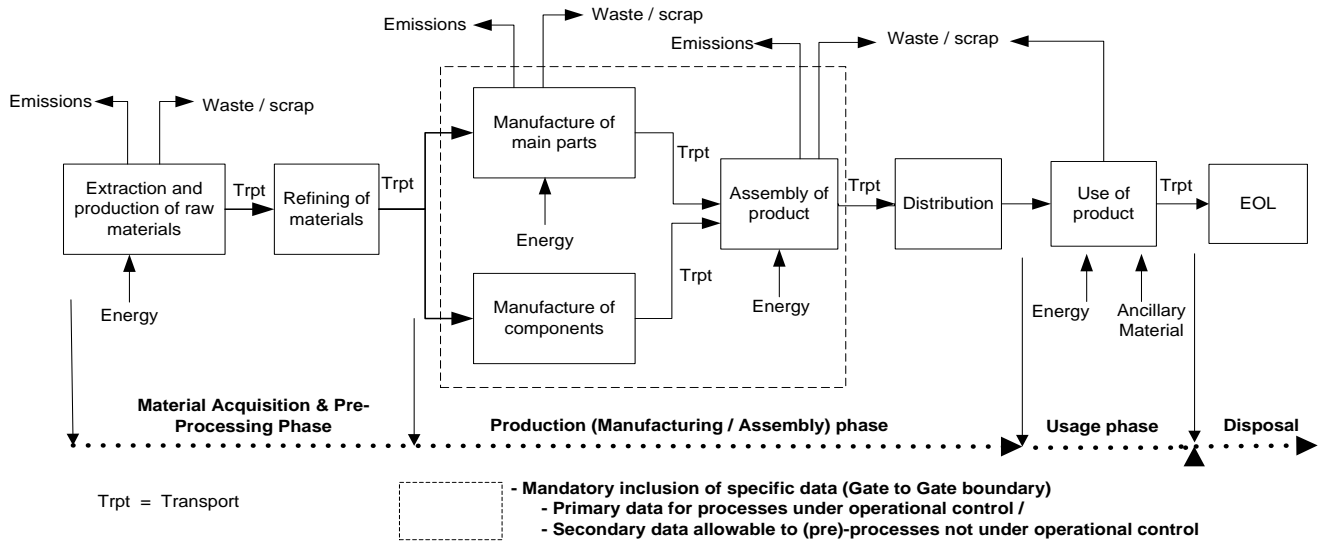 Emissions
Waste / scrap
Emissions
Waste / scrap
Emissions
Waste / scrap
Extraction and
production of raw
materials
Trpt
Refining of
materials
Trpt
Manufacture of
main parts
Trpt
Assembly of
product
Trpt
Distribution
Use of
product
Trpt
EOL
Energy
Manufacture of
components
Trpt
Energy
Energy
Energy
Ancillary
Material
Material Acquisition & Pre-
Processing Phase
Production (Manufacturing / Assembly) phase
Usage phase
Disposal
Trpt = Transport
- Mandatory inclusion of specific data (Gate to Gate boundary)
- Primary data for processes under operational control /
- Secondary data allowable to (pre)-processes not under operational control